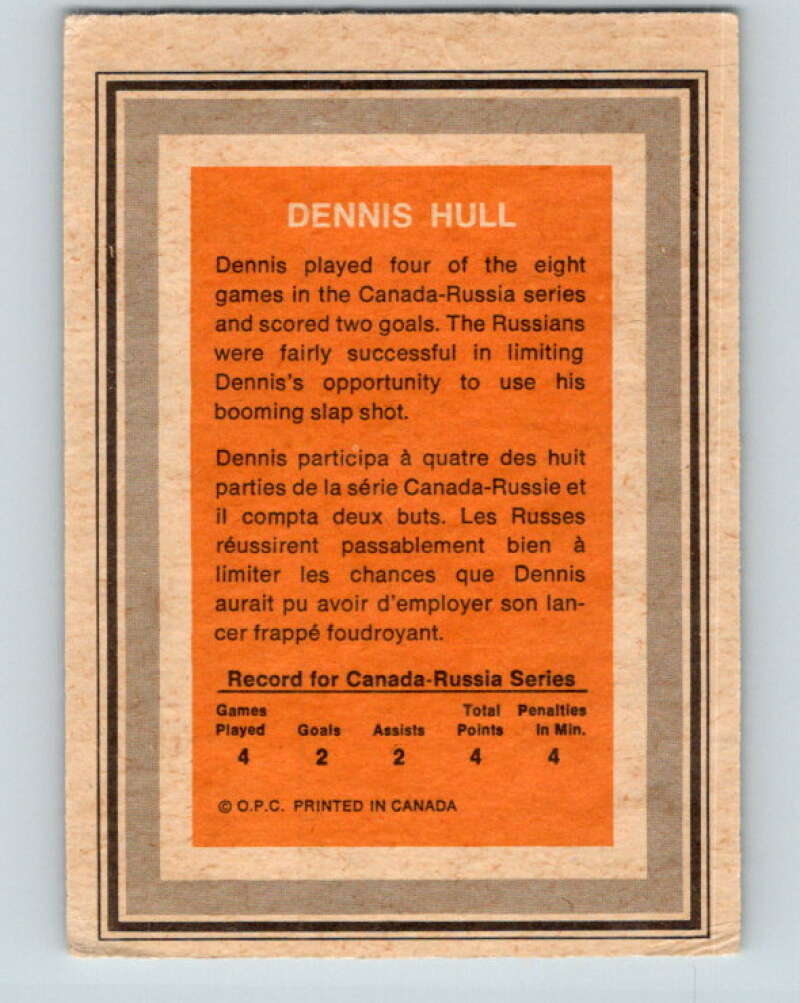 DENNIS HULL
Dennis played four of the eight
games in the Canada-Russia series
and scored two goals. The Russians
were fairly successful in limiting
Dennis's opportunity to use his
booming slap shot.
Dennis participa à quatre des huit
parties de la série Canada-Russie et
il compta deux buts. Les Russes
réussirent passablement bien à
limiter les chances que Dennis
aurait pu avoir d'employer son lan-
cer frappé foudroyant.
Record for Canada-Russia Series
Games Total Penalties
Played Goals Assists Points In Min.
4 2 2 4 4
© O.P.C. PRINTED IN CANADA